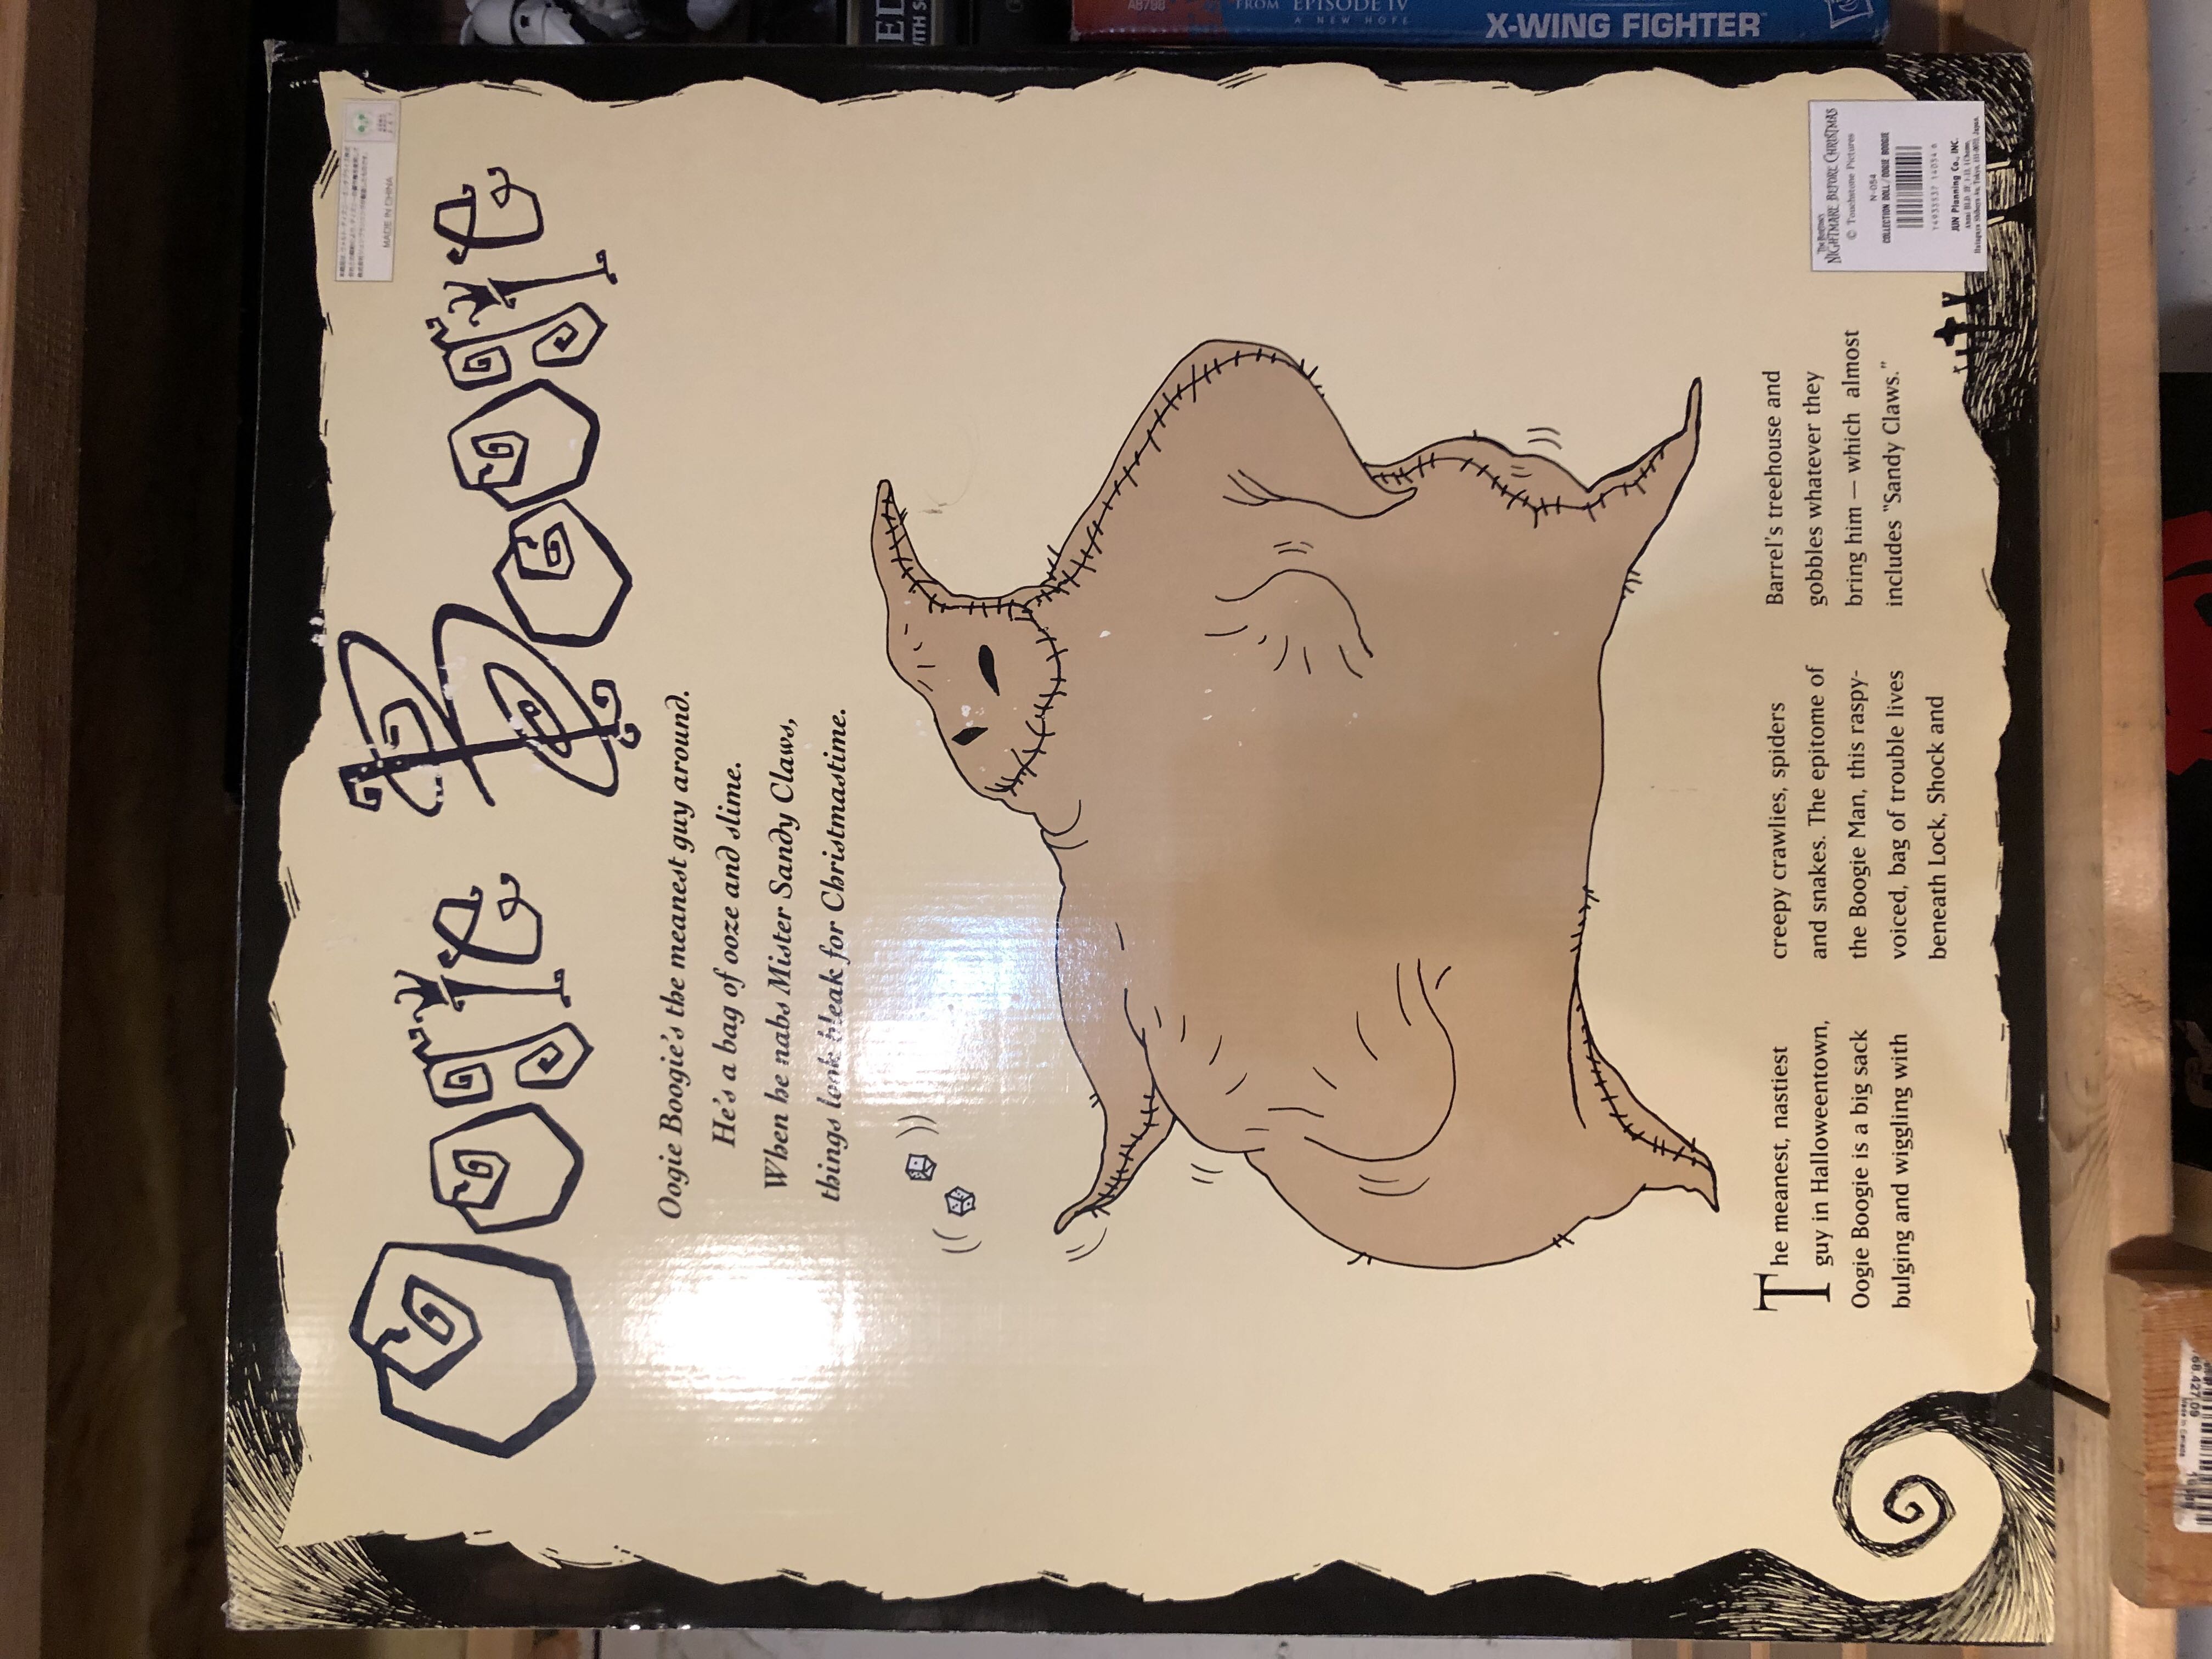 Oogie Boogie
Oogie Boogie's the meanest guy around.
He's a bag of ooze and slime.
When he nabs Mister Sandy Claws,
things look bleak for Christmastime.
The meanest, nastiest
guy in Halloweentown,
Oogie Boogie is a big sack
bulging and wiggling with
creepy crawlies, spiders
and snakes. The epitome of
the Boogie Man, this raspy-
voiced, bag of trouble lives
beneath Lock, Shock and
Barrel's treehouse and
gobbles whatever they
bring him — which almost
includes "Sandy Claws."
MADE IN CHINA
NIGHTMARE BEFORE CHRISTMAS
© Touchstone Pictures
N-054
COLLECTION DOLL / OOGIE BOOGIE
JUN Planning Co., INC.
A8798
FROM EPISODE IV
A NEW HOPE
X-WING FIGHTER